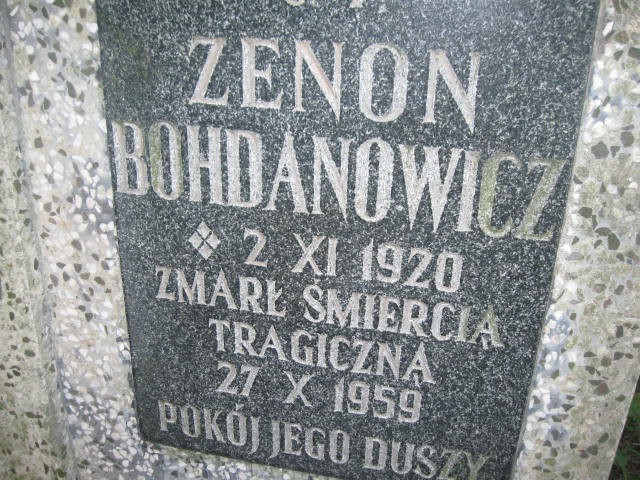 ZENON
BOHDANOWICZ
2 XI 1920
ZMARŁ ŚMIERCIĄ
TRAGICZNĄ
27 X 1959
POKÓJ JEGO DUSZY